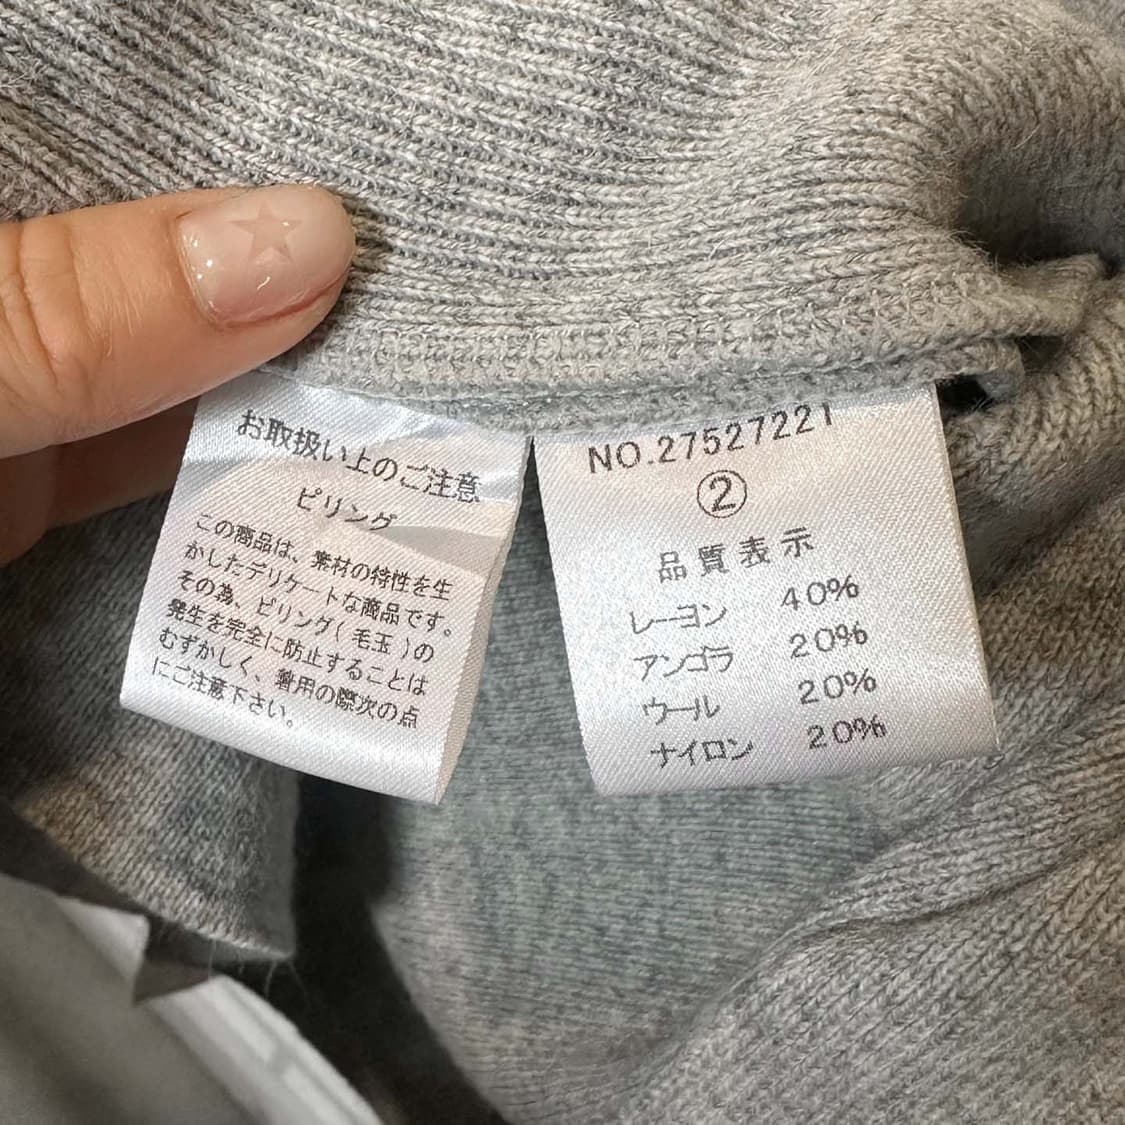 お取扱い上のご注意
ピリング
この商品は、素材の特性を生
かしたデリケートな商品です。
その為、ピリング(毛玉)の
発生を完全に防止することは
むずかしく、着用の際次の点
にご注意下さい。
NO.27527221
②
品質表示
レーヨン 40%
アンゴラ 20%
ウール 20%
ナイロン 20%